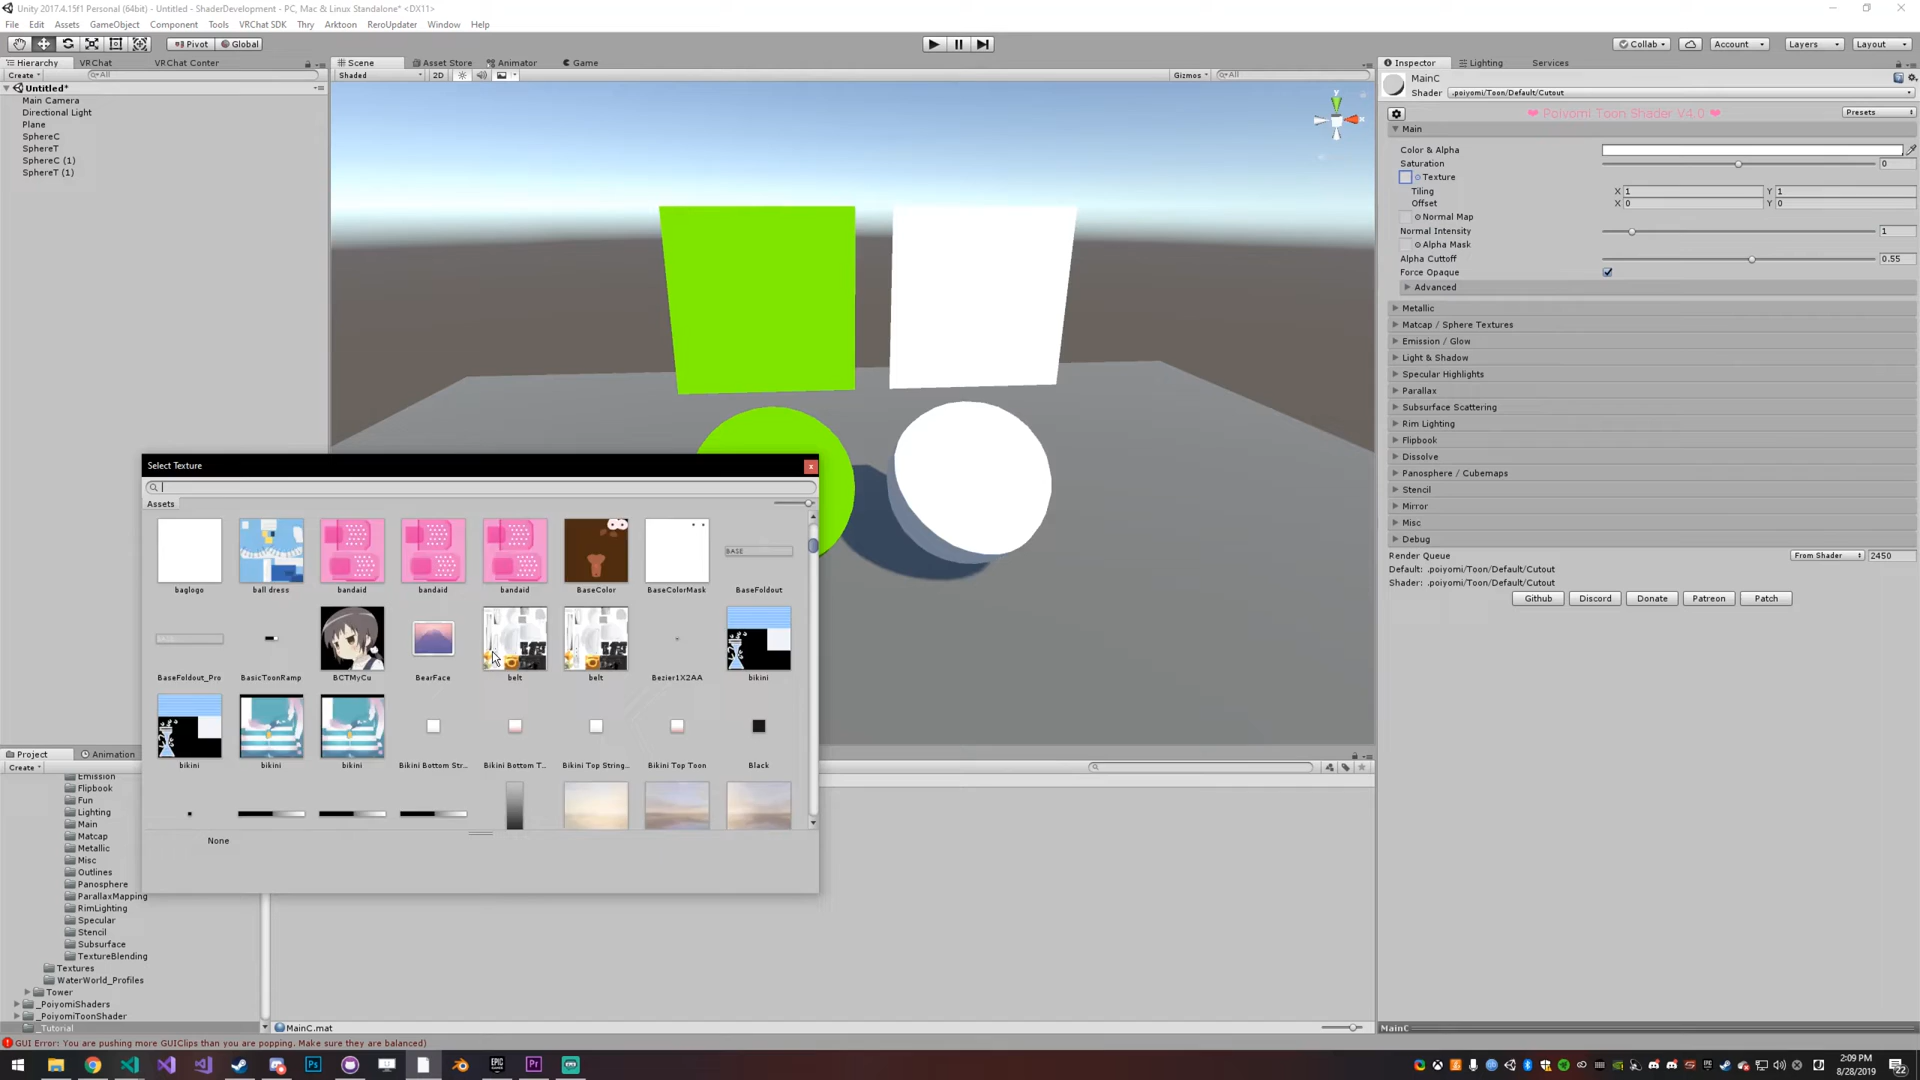 Unity 2017.4.15f1 Personal (64bit) - Untitled - ShaderDevelopment - PC, Mac & Linux Standalone* <DX11>
File Edit Assets GameObject Component Tools VRChat SDK Thry Arktoon ReroUpdater Window Help
Pivot Global Collab Account Layers Layout
Hierarchy VRChat VRChat Center Scene Asset Store Animator Game Inspector Lighting Services
Create All Shaded 2D Gizmos All
Untitled*
Main Camera
Directional Light
Plane
SphereC
SphereT
SphereC (1)
SphereT (1)
y
x
MainC
Shader .poiyomi/Toon/Default/Cutout
❤ Poiyomi Toon Shader V4.0 ❤ Presets
Main
Color & Alpha
Saturation 0
Texture
Tiling X 1 Y 1
Offset X 0 Y 0
Normal Map
Normal Intensity 1
Alpha Mask
Alpha Cuttoff 0.55
Force Opaque
Advanced
Metallic
Matcap / Sphere Textures
Emission / Glow
Light & Shadow
Specular Highlights
Parallax
Subsurface Scattering
Rim Lighting
Flipbook
Dissolve
Panosphere / Cubemaps
Stencil
Mirror
Misc
Debug
Render Queue From Shader 2450
Default: .poiyomi/Toon/Default/Cutout
Shader: .poiyomi/Toon/Default/Cutout
Github Discord Donate Patreon Patch
Select Texture x
Assets
BASE
baglogo ball dress bandaid bandaid bandaid BaseColor BaseColorMask BaseFoldout
BaseFoldout_Pro BasicToonRamp BCTMyCu BearFace belt belt Bezier1X2AA bikini
bikini bikini bikini Bikini Bottom Str... Bikini Bottom T... Bikini Top String... Bikini Top Toon Black
None
Project Animation
Create
Emission
Flipbook
Fun
Lighting
Main
Matcap
Metallic
Misc
Outlines
Panosphere
ParallaxMapping
RimLighting
Specular
Stencil
Subsurface
TextureBlending
Textures
WaterWorld_Profiles
Tower
_PoiyomiShaders
_PoiyomiToonShader
_Tutorial
MainC.mat
MainC
GUI Error: You are pushing more GUIClips than you are popping. Make sure they are balanced)
Ps EPIC GAMES Pr
2:09 PM
8/28/2019
22